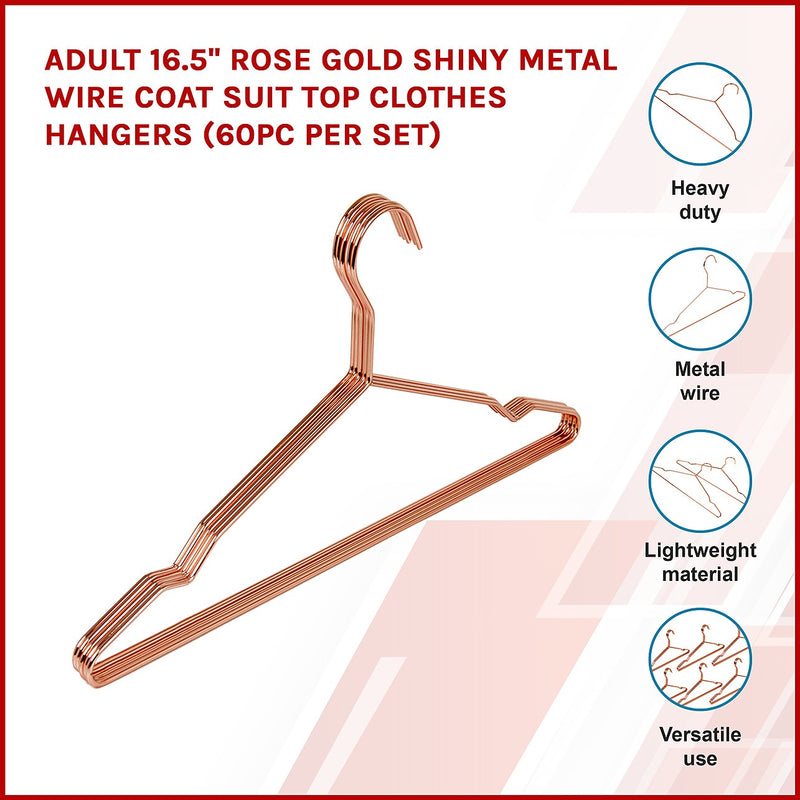 ADULT 16.5" ROSE GOLD SHINY METAL
WIRE COAT SUIT TOP CLOTHES
HANGERS (60PC PER SET)
Heavy
duty
Metal
wire
Lightweight
material
Versatile
use